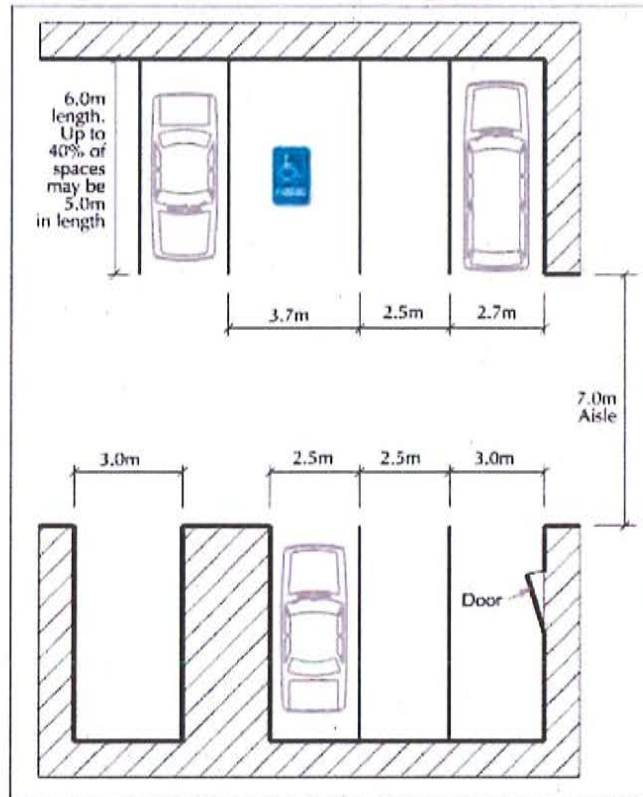 6.0m
length.
Up to
40% of
spaces
may be
5.0m
in length
3.7m
2.5m
2.7m
7.0m
Aisle
3.0m
2.5m
2.5m
3.0m
Door